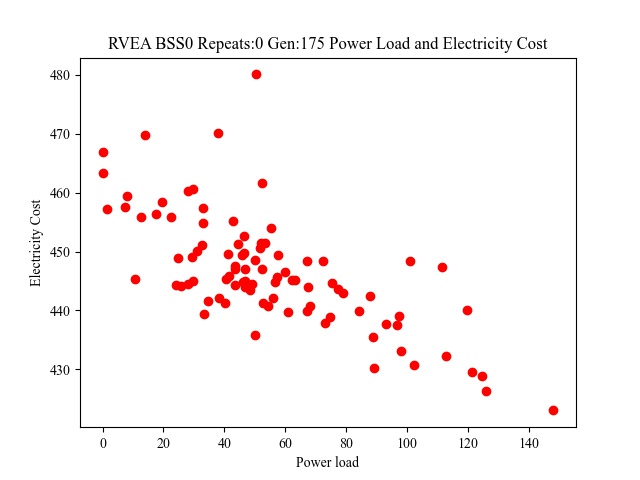 RVEA BSS0 Repeats:0 Gen:175 Power Load and Electricity Cost
480
470
460
450
440
430
Electricity Cost
0 20 40 60 80 100 120 140
Power load